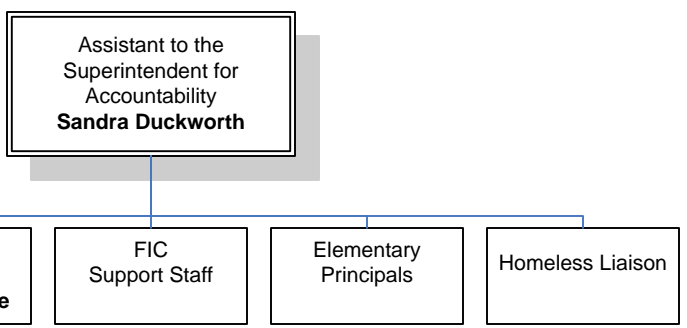 Assistant to the
Superintendent for
Accountability
Sandra Duckworth
FIC
Support Staff
Elementary
Principals
Homeless Liaison